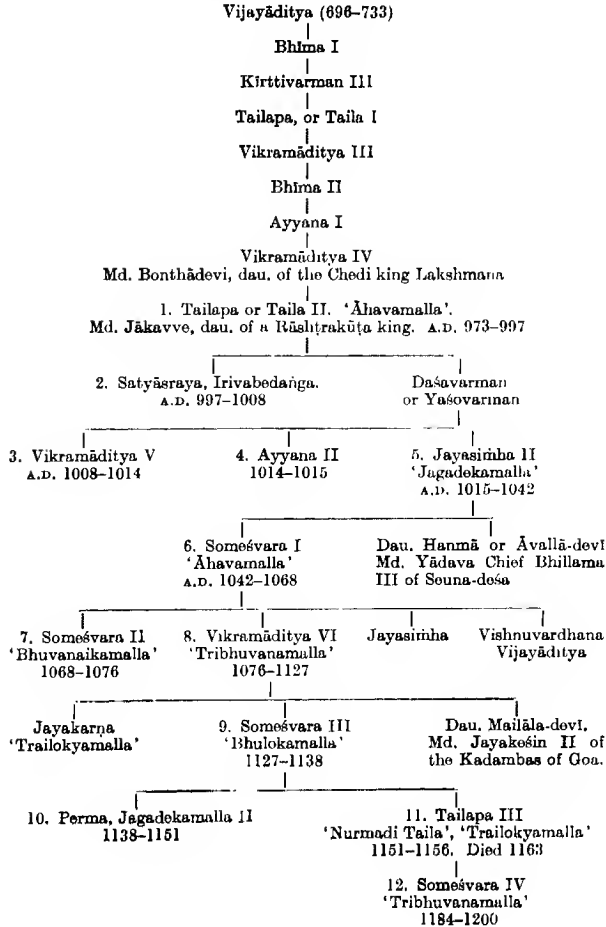 Vijayāditya (696–733)
Bhīma I
Kīrttivarman III
Tailapa, or Taila I
Vikramāditya III
Bhīma II
Ayyana I
Vikramāditya IV
Md. Bonthādevi, dau. of the Chedi king Lakshmana
1. Tailapa or Taila II. ‘Āhavamalla’.
Md. Jākavve, dau. of a Rāshṭrakūṭa king. A.D. 973–997
2. Satyāsraya, Irivabedaṅga.
A.D. 997–1008
Daśavarman
or Yaśovarman
3. Vikramāditya V
A.D. 1008–1014
4. Ayyana II
1014–1015
5. Jayasiṁha II
‘Jagadekamalla’
A.D. 1015–1042
6. Someśvara I
‘Āhavamalla’
A.D. 1042–1068
Dau. Hanmā or Āvallā-devī
Md. Yādava Chief Bhillama
III of Seuna-deśa
7. Someśvara II
‘Bhuvanaikamalla’
1068–1076
8. Vikramāditya VI
‘Tribhuvanamalla’
1076–1127
Jayasiṁha
Vishnuvardhana
Vijayāditya
Jayakarṇa
‘Trailokyamalla’
9. Someśvara III
‘Bhulokamalla’
1127–1138
Dau. Mailāla-devī.
Md. Jayakeśin II of
the Kadambas of Goa.
10. Perma, Jagadekamalla II
1138–1151
11. Tailapa III
‘Nurmadi Taila’, ‘Trailokyamalla’
1151–1156. Died 1163
12. Someśvara IV
‘Tribhuvanamalla’
1184–1200